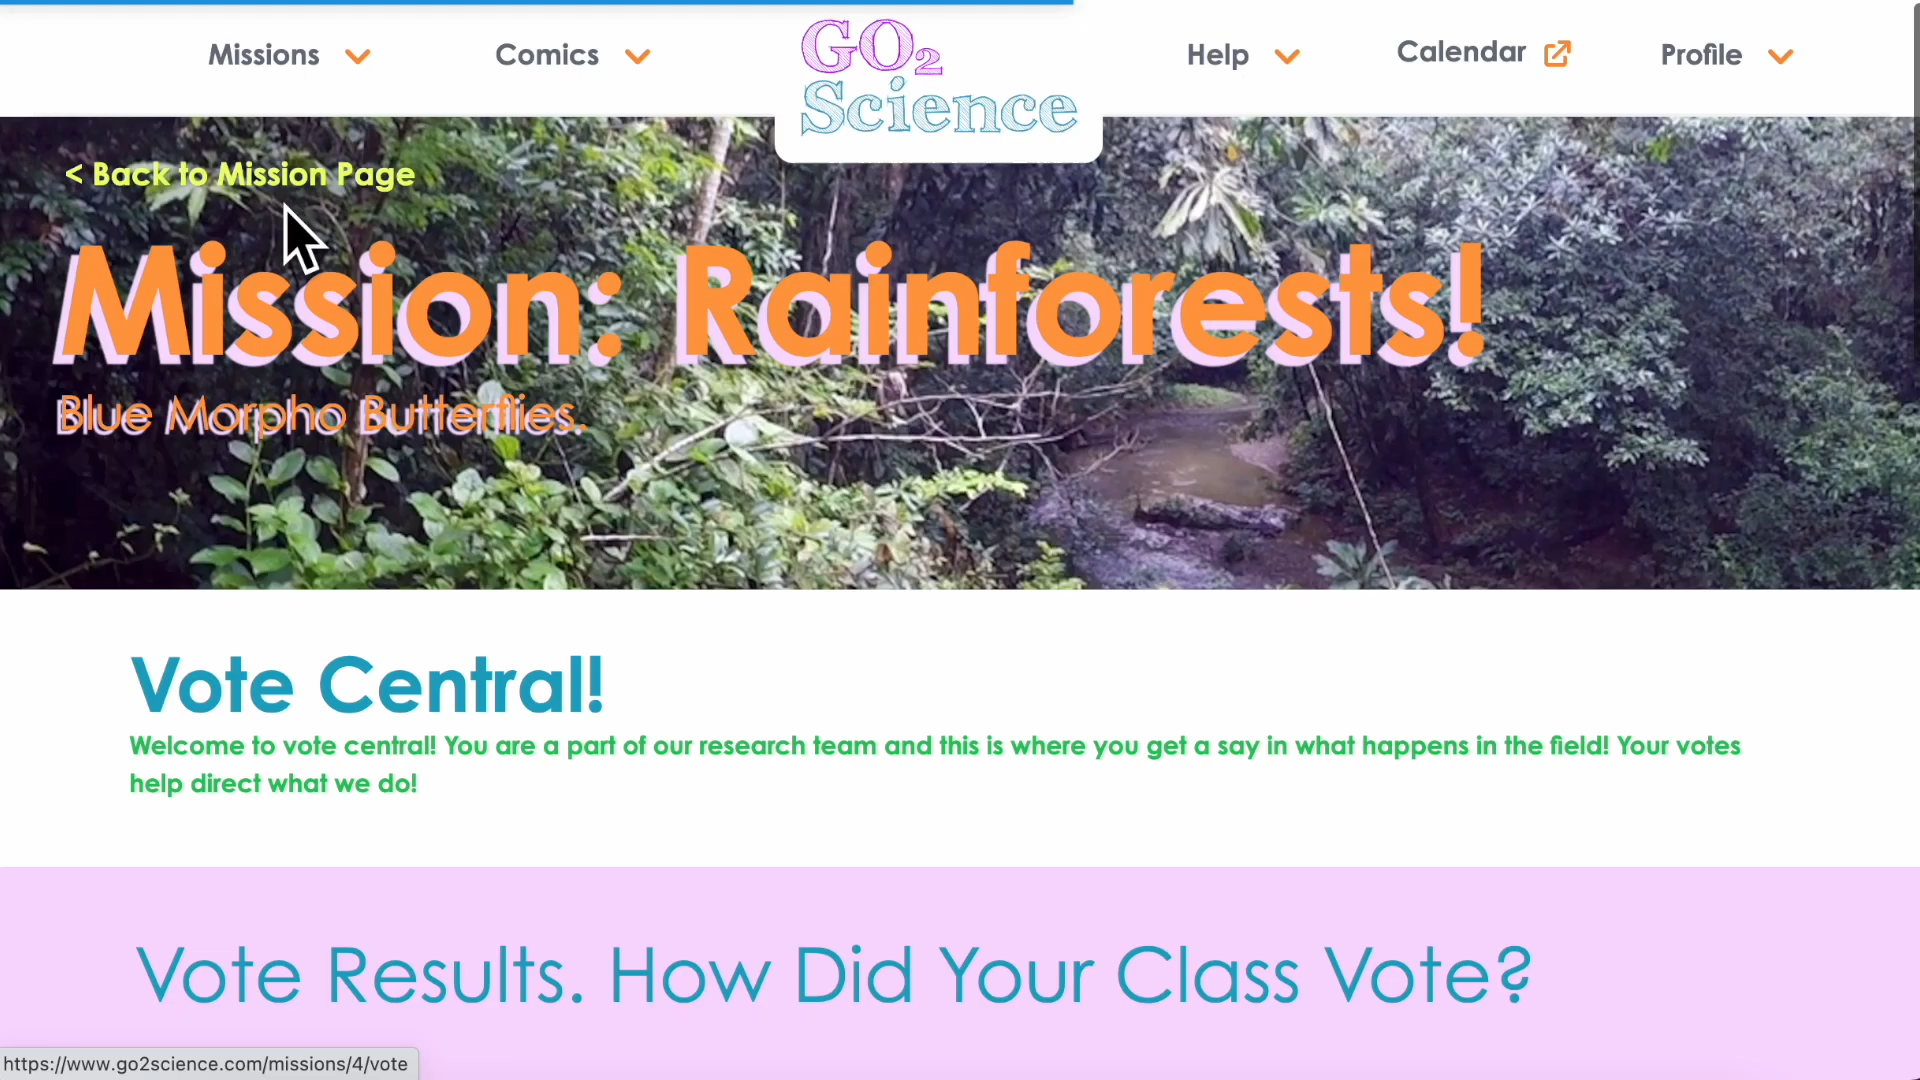 Missions
Comics
GO2
Science
Help
Calendar
Profile
< Back to Mission Page
Mission: Rainforests!
Blue Morpho Butterflies.
Vote Central!
Welcome to vote central! You are a part of our research team and this is where you get a say in what happens in the field! Your votes
help direct what we do!
Vote Results. How Did Your Class Vote?
https://www.go2science.com/missions/4/vote